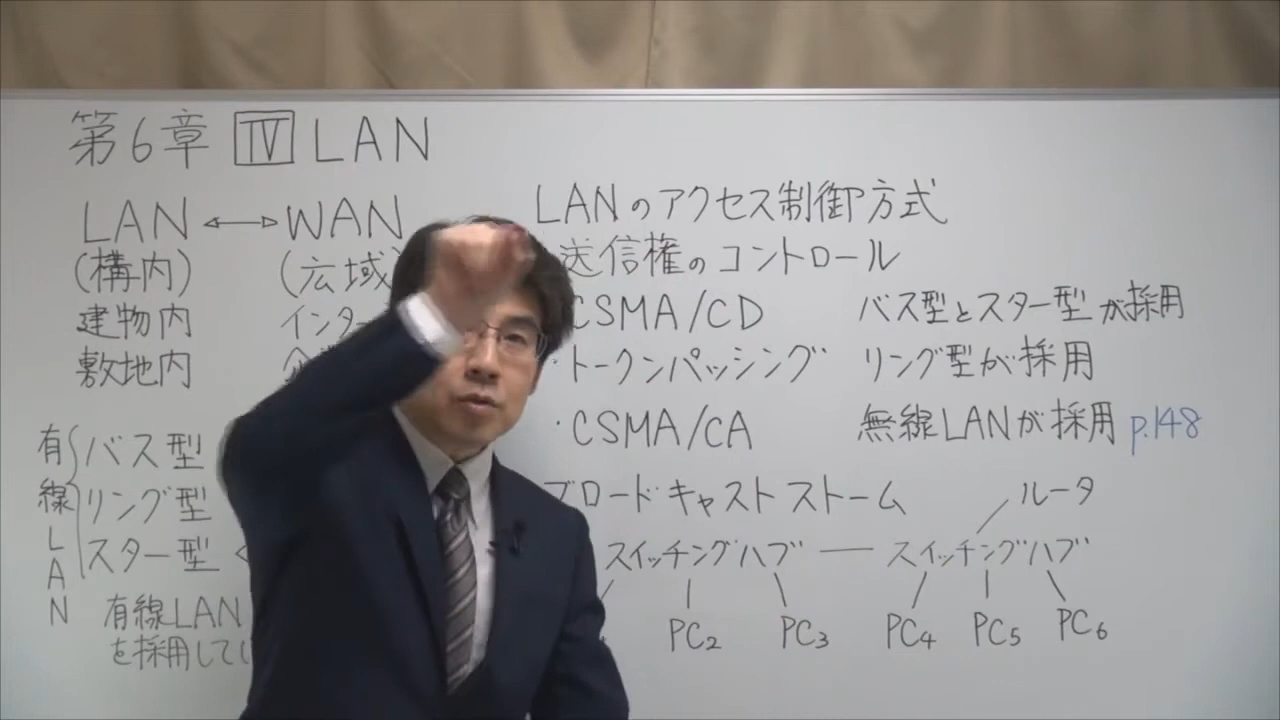 第6章 Ⅳ LAN
LAN ↔ WAN
(構内) (広域
建物内 インター
敷地内
有線LAN
バス型
リング型
スター型 <
有線LAN
を採用してい
LANのアクセス制御方式
送信権のコントロール
CSMA/CD バス型とスター型が採用
・トークンパッシング リング型が採用
・CSMA/CA 無線LANが採用 p.148
ブロードキャストストーム
ルータ
スイッチングハブ — スイッチングハブ
PC2 PC3 PC4 PC5 PC6